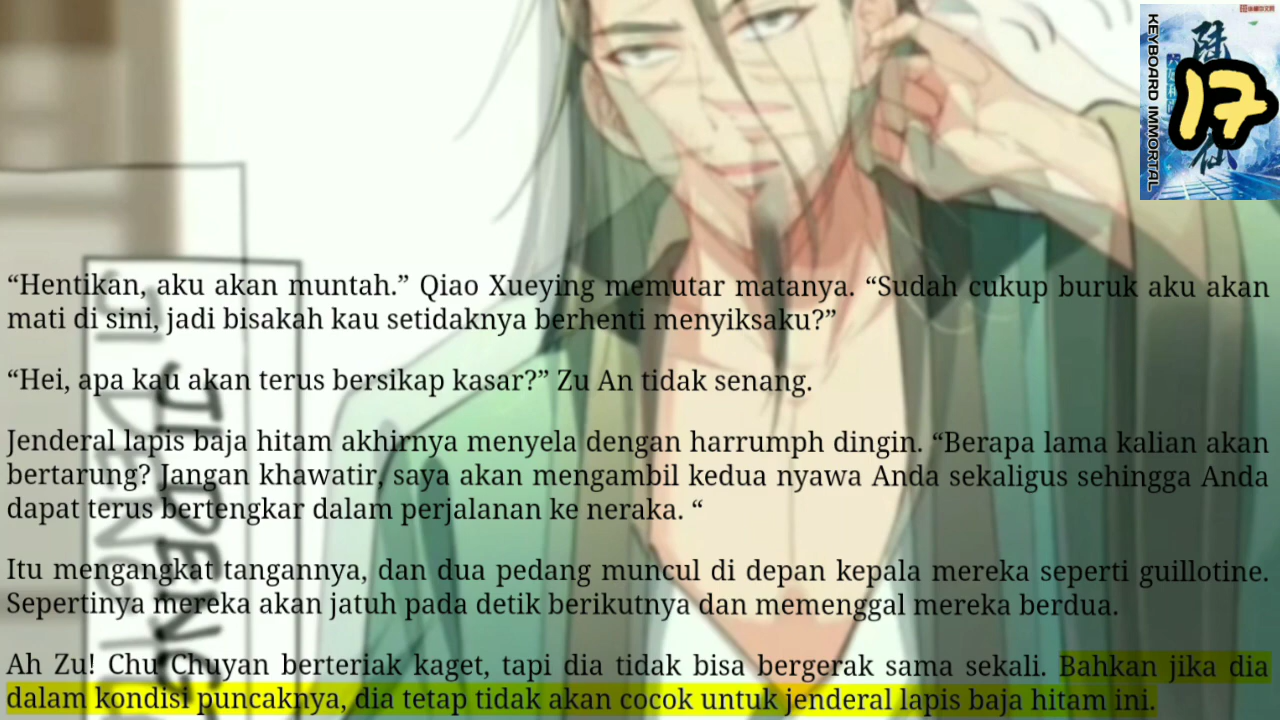 KEYBOARD IMMORTAL
17
“Hentikan, aku akan muntah.” Qiao Xueying memutar matanya. “Sudah cukup buruk aku akan
mati di sini, jadi bisakah kau setidaknya berhenti menyiksaku?”
“Hei, apa kau akan terus bersikap kasar?” Zu An tidak senang.
Jenderal lapis baja hitam akhirnya menyela dengan harrumph dingin. “Berapa lama kalian akan
bertarung? Jangan khawatir, saya akan mengambil kedua nyawa Anda sekaligus sehingga Anda
dapat terus bertengkar dalam perjalanan ke neraka. “
Itu mengangkat tangannya, dan dua pedang muncul di depan kepala mereka seperti guillotine.
Sepertinya mereka akan jatuh pada detik berikutnya dan memenggal mereka berdua.
Ah Zu! Chu Chuyan berteriak kaget, tapi dia tidak bisa bergerak sama sekali. Bahkan jika dia
dalam kondisi puncaknya, dia tetap tidak akan cocok untuk jenderal lapis baja hitam ini.